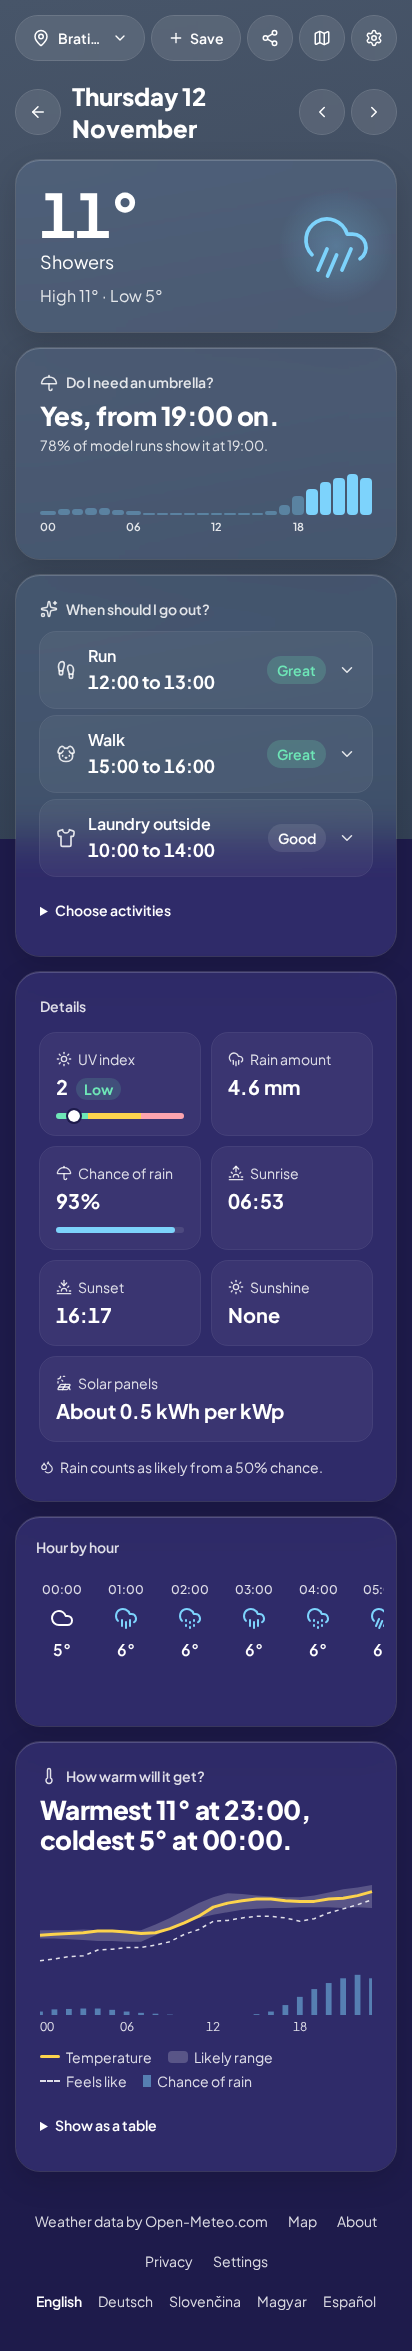 Brati...
Save
Thursday 12
November
11°
Showers
High 11° · Low 5°
Do I need an umbrella?
Yes, from 19:00 on.
78% of model runs show it at 19:00.
00 06 12 18
When should I go out?
Run
12:00 to 13:00
Great
Walk
15:00 to 16:00
Great
Laundry outside
10:00 to 14:00
Good
Choose activities
Details
UV index
2 Low
Rain amount
4.6 mm
Chance of rain
93%
Sunrise
06:53
Sunset
16:17
Sunshine
None
Solar panels
About 0.5 kWh per kWp
Rain counts as likely from a 50% chance.
Hour by hour
00:00 01:00 02:00 03:00 04:00 05:
5° 6° 6° 6° 6° 6
How warm will it get?
Warmest 11° at 23:00,
coldest 5° at 00:00.
00 06 12 18
Temperature Likely range
Feels like Chance of rain
Show as a table
Weather data by Open-Meteo.com Map About
Privacy Settings
English Deutsch Slovenčina Magyar Español